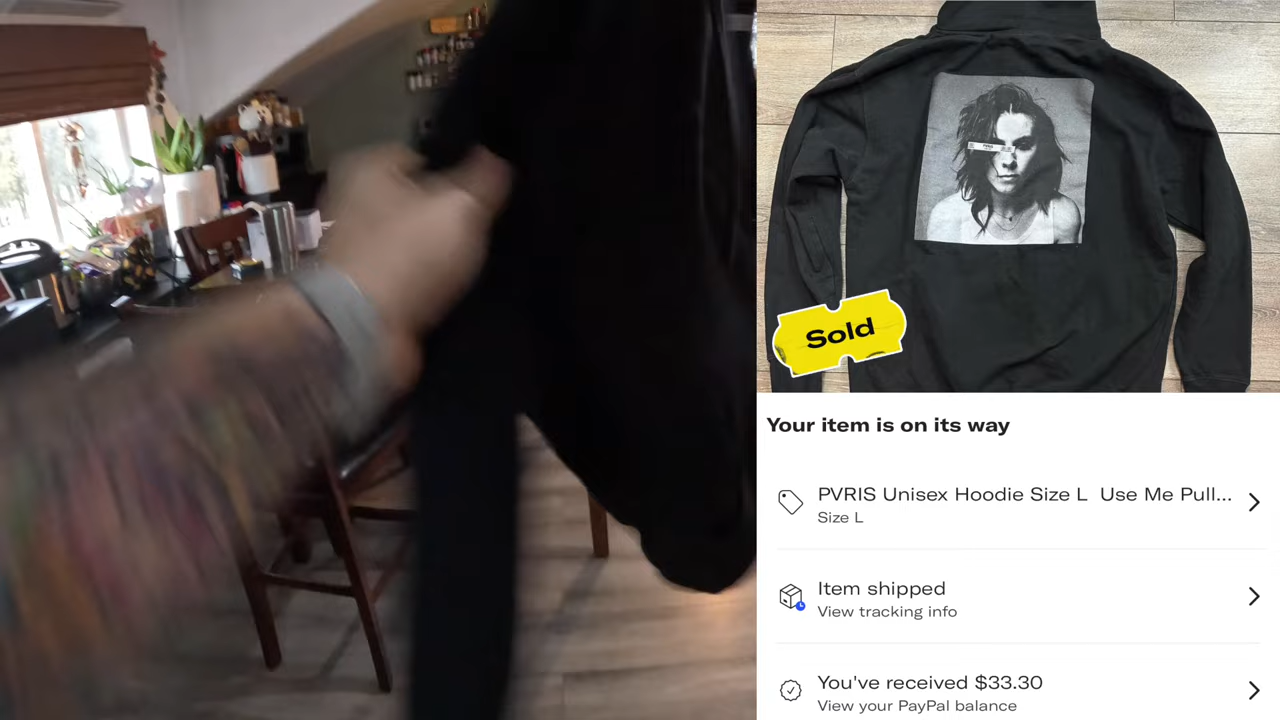 Sold
Your item is on its way
PVRIS Unisex Hoodie Size L Use Me Pull...
Size L
Item shipped
View tracking info
You've received $33.30
View your PayPal balance